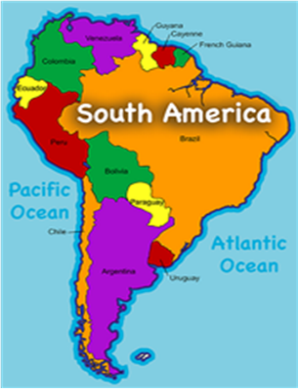 Guyana
Cayenne
Venezuela
French Guiana
Colombia
Ecuador
South America
Peru
Brazil
Bolivia
Pacific
Ocean
Paraguay
Chile
Atlantic
Ocean
Argentina
Uruguay